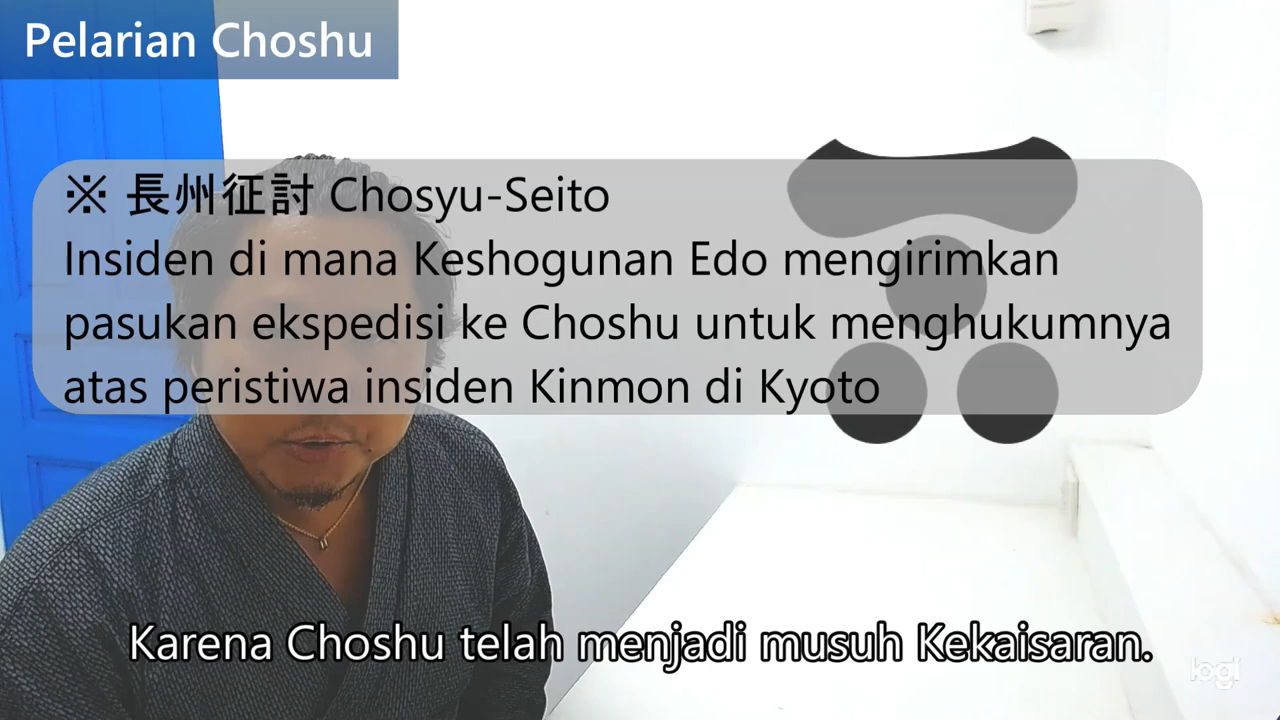 Pelarian Choshu
※ 長州征討 Chosyu-Seito
Insiden di mana Keshogunan Edo mengirimkan
pasukan ekspedisi ke Choshu untuk menghukumnya
atas peristiwa insiden Kinmon di Kyoto
Karena Choshu telah menjadi musuh Kekaisaran.
logi